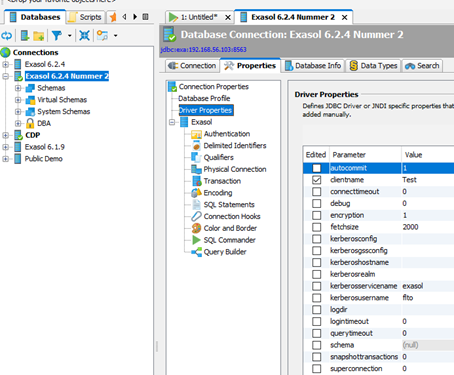 <Drop your favorite objects here>
Databases
Scripts
Connections
Exasol 6.2.4
Exasol 6.2.4 Nummer 2
Schemas
Virtual Schemas
System Schemas
DBA
CDP
Exasol 6.1.9
Public Demo
1: Untitled*
Exasol 6.2.4 Nummer 2
Database Connection: Exasol 6.2.4 Nummer 2
jdbc:exa:192.168.56.103:8563
Connection
Properties
Database Info
Data Types
Search
Connection Properties
Database Profile
Driver Properties
Exasol
Authentication
Delimited Identifiers
Qualifiers
Physical Connection
Transaction
Encoding
SQL Statements
Connection Hooks
Color and Border
SQL Commander
Query Builder
Driver Properties
Defines JDBC Driver or JNDI specific properties that
added manually.
Edited Parameter Value
autocommit 1
clientname Test
connecttimeout 0
debug 0
encryption 1
fetchsize 2000
kerberosconfig
kerberosgssconfig
kerberoshostname
kerberosrealm
kerberosservicename exasol
kerberosusername flto
logdir
logintimeout 0
querytimeout 0
schema (null)
snapshottransactions 0
superconnection 0